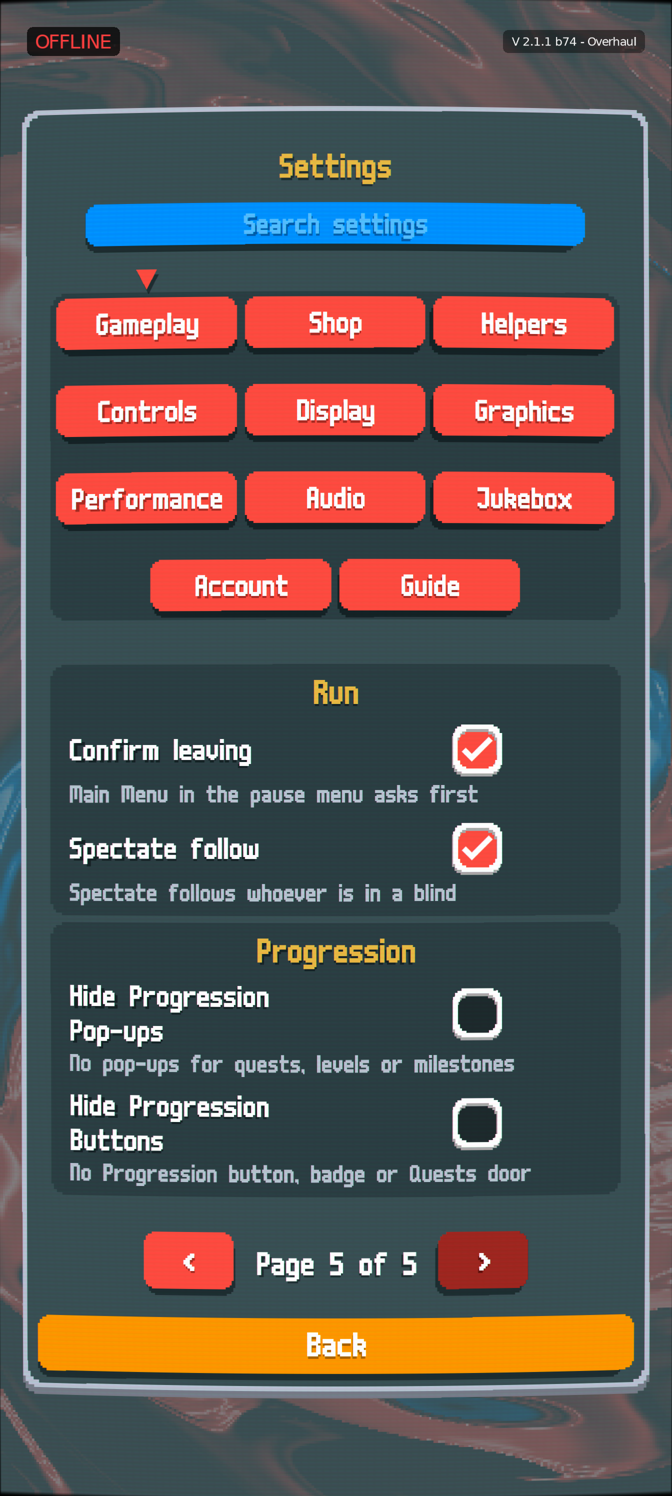 OFFLINE
V 2.1.1 b74 - Overhaul
Settings
Search settings
Gameplay
Shop
Helpers
Controls
Display
Graphics
Performance
Audio
Jukebox
Account
Guide
Run
Confirm leaving
Main Menu in the pause menu asks first
Spectate follow
Spectate follows whoever is in a blind
Progression
Hide Progression
Pop-ups
No pop-ups for quests, levels or milestones
Hide Progression
Buttons
No Progression button, badge or Quests door
< Page 5 of 5 >
Back